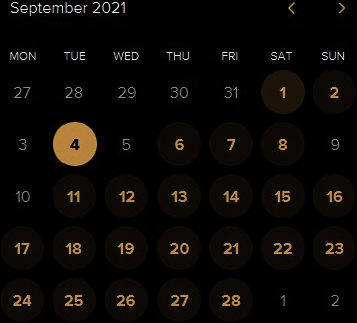 September 2021
MON TUE WED THU FRI SAT SUN
27 28 29 30 31 1 2
3 4 5 6 7 8 9
10 11 12 13 14 15 16
17 18 19 20 21 22 23
24 25 26 27 28 1 2